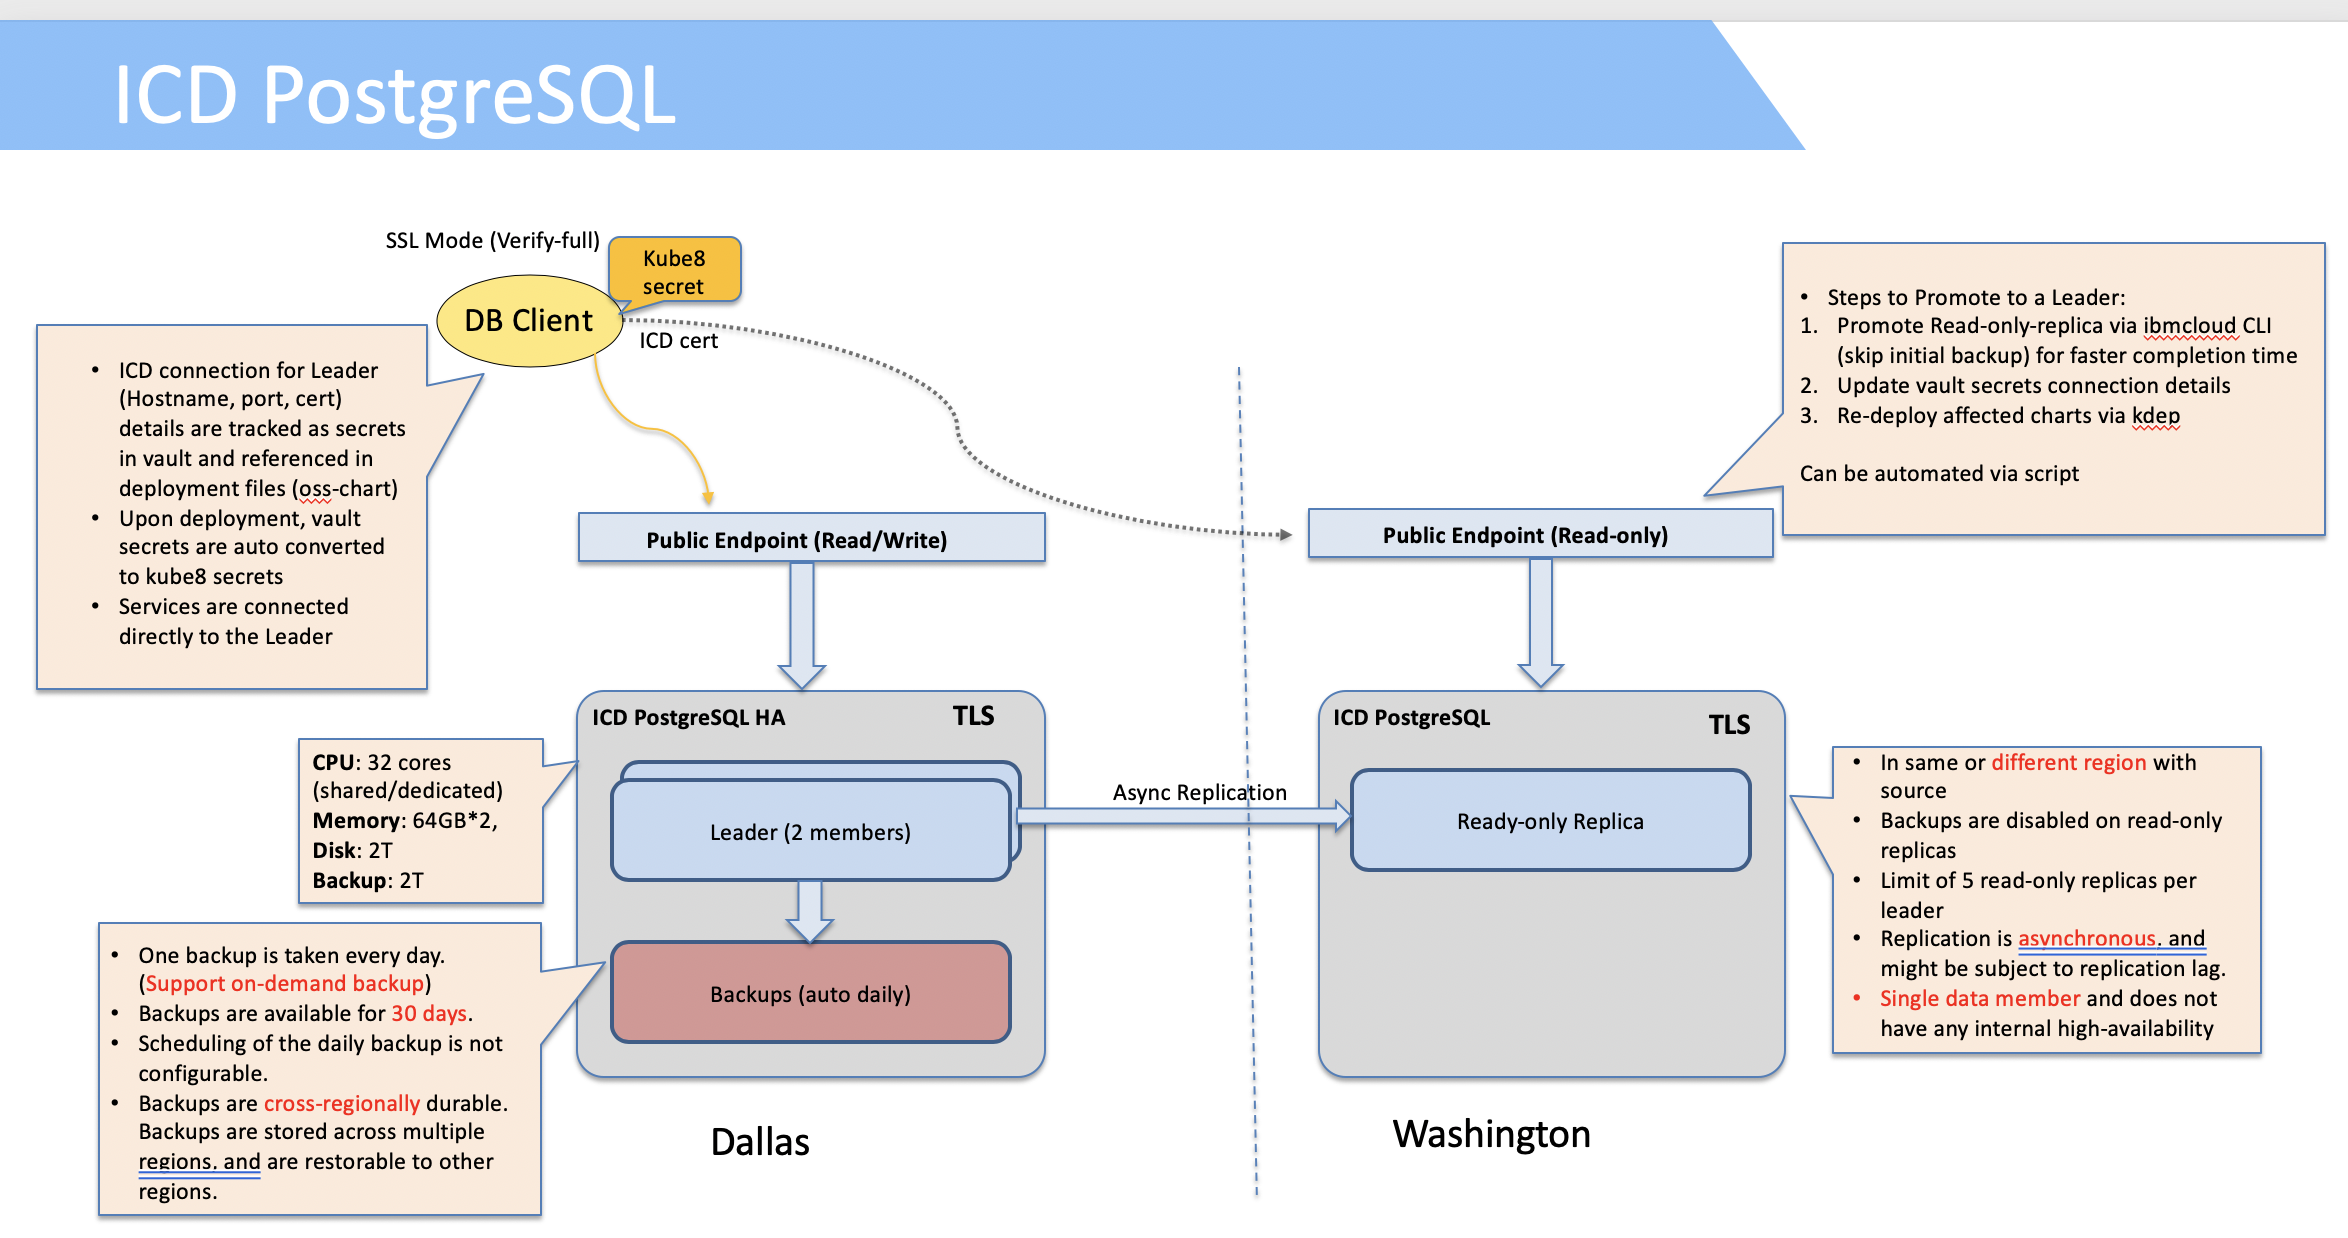 ICD PostgreSQL
SSL Mode (Verify-full)
Kube8
secret
DB Client
ICD cert
• ICD connection for Leader
(Hostname, port, cert)
details are tracked as secrets
in vault and referenced in
deployment files (oss-chart)
• Upon deployment, vault
secrets are auto converted
to kube8 secrets
• Services are connected
directly to the Leader
• Steps to Promote to a Leader:
1. Promote Read-only-replica via ibmcloud CLI
(skip initial backup) for faster completion time
2. Update vault secrets connection details
3. Re-deploy affected charts via kdep
Can be automated via script
Public Endpoint (Read/Write)
Public Endpoint (Read-only)
ICD PostgreSQL HA
TLS
Leader (2 members)
Backups (auto daily)
Async Replication
ICD PostgreSQL
TLS
Ready-only Replica
CPU: 32 cores
(shared/dedicated)
Memory: 64GB*2,
Disk: 2T
Backup: 2T
• One backup is taken every day.
(Support on-demand backup)
• Backups are available for 30 days.
• Scheduling of the daily backup is not
configurable.
• Backups are cross-regionally durable.
Backups are stored across multiple
regions, and are restorable to other
regions.
• In same or different region with
source
• Backups are disabled on read-only
replicas
• Limit of 5 read-only replicas per
leader
• Replication is asynchronous, and
might be subject to replication lag.
• Single data member and does not
have any internal high-availability
Dallas
Washington